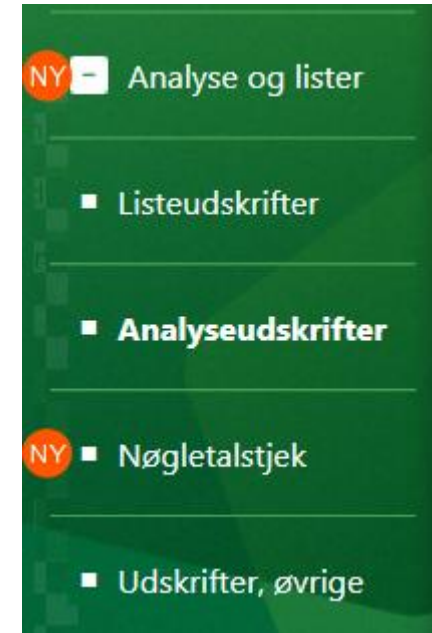 NY - Analyse og lister
Listeudskrifter
Analyseudskrifter
NY Nøgletalstjek
Udskrifter, øvrige